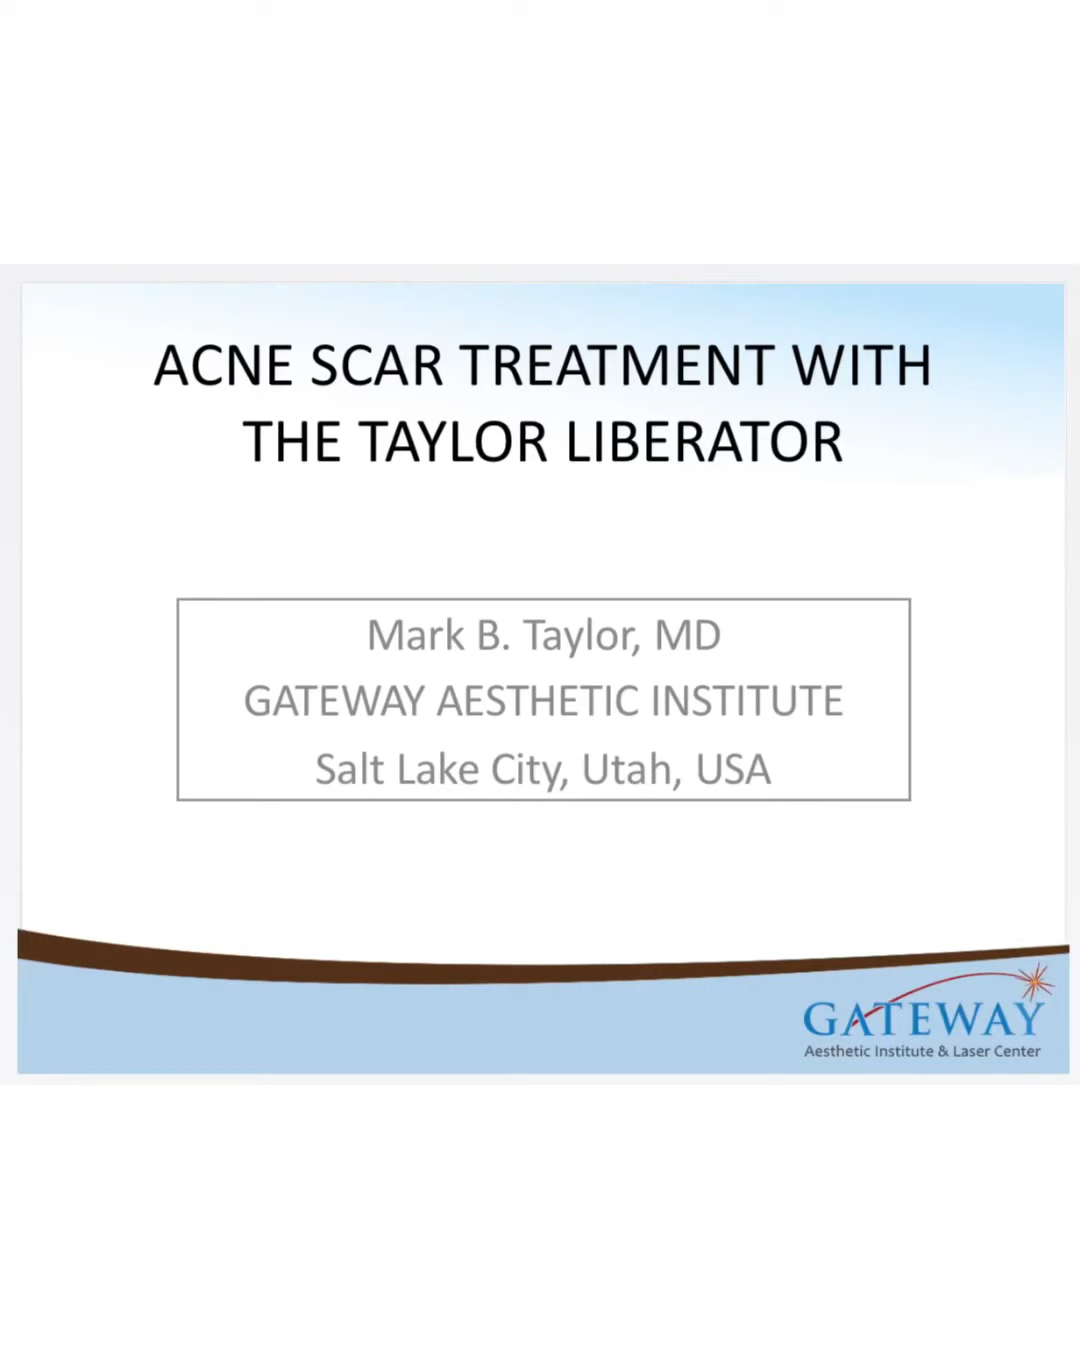 ACNE SCAR TREATMENT WITH
THE TAYLOR LIBERATOR
Mark B. Taylor, MD
GATEWAY AESTHETIC INSTITUTE
Salt Lake City, Utah, USA
GATEWAY
Aesthetic Institute & Laser Center